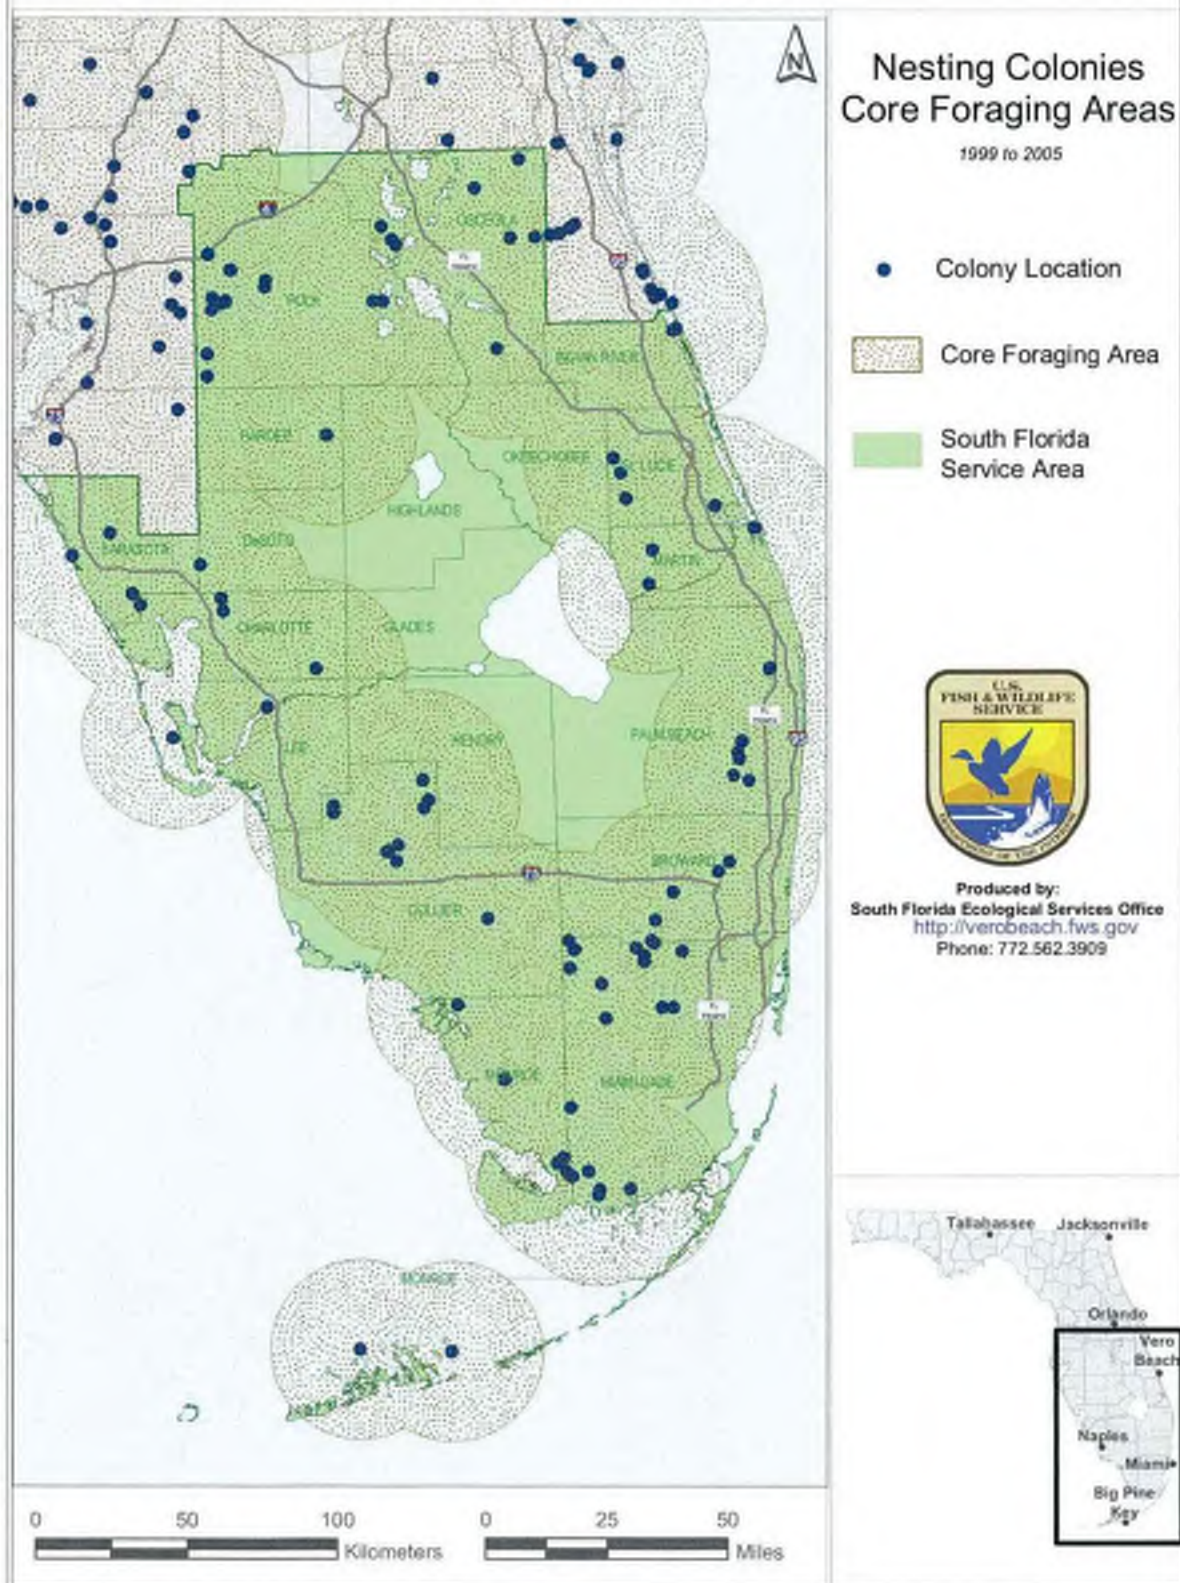 Nesting Colonies
Core Foraging Areas
1999 to 2005
Colony Location
Core Foraging Area
South Florida
Service Area
U.S.
FISH & WILDLIFE
SERVICE
Produced by:
South Florida Ecological Services Office
http://verobeach.fws.gov
Phone: 772.562.3909
N
OSCEOLA
POLK
INDIAN RIVER
HARDEE
OKEECHOBEE
ST LUCIE
HIGHLANDS
SARASOTA
DeSOTO
MARTIN
CHARLOTTE
GLADES
LEE
HENDRY
PALM BEACH
BROWARD
COLLIER
MONROE
MIAMI-DADE
MONROE
Tallahassee
Jacksonville
Orlando
Vero
Beach
Naples
Miami
Big Pine
Key
0 50 100
Kilometers
0 25 50
Miles